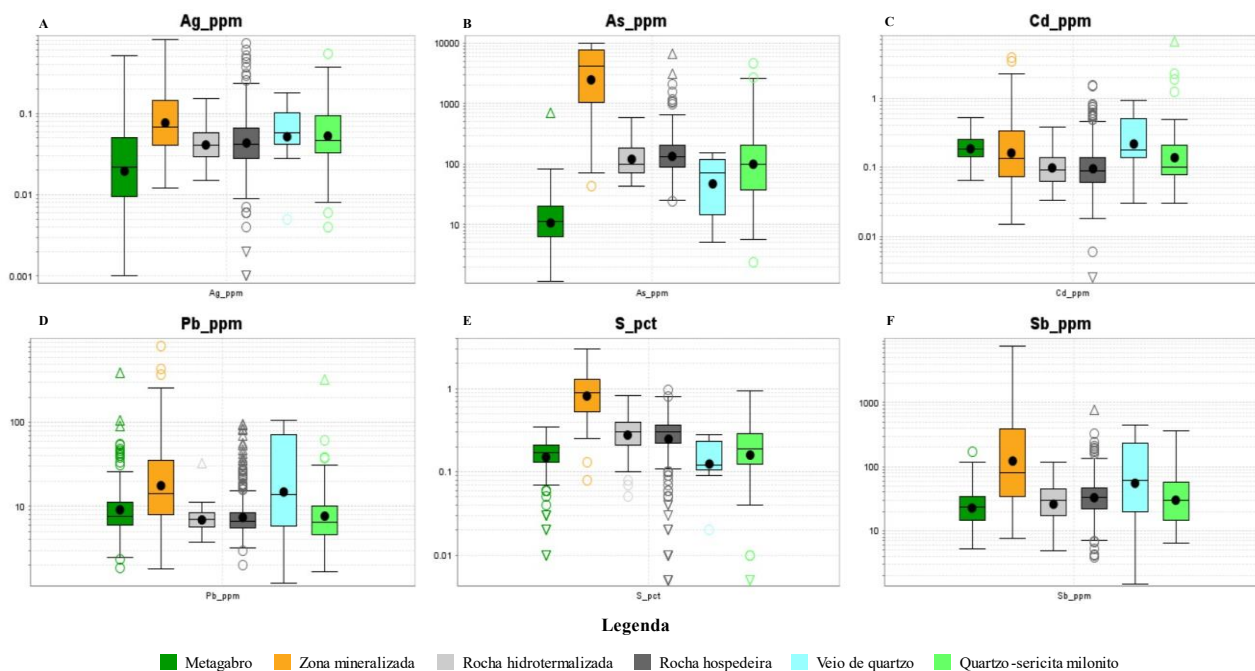 A
Ag_ppm
0.1
0.01
0.001
Ag_ppm
B
As_ppm
10000
1000
100
10
As_ppm
C
Cd_ppm
1
0.1
0.01
Cd_ppm
D
Pb_ppm
100
10
Pb_ppm
E
S_pct
1
0.1
0.01
S_pct
F
Sb_ppm
1000
100
10
Sb_ppm
Legenda
Metagabro Zona mineralizada Rocha hidrotermalizada Rocha hospedeira Veio de quartzo Quartzo-sericita milonito